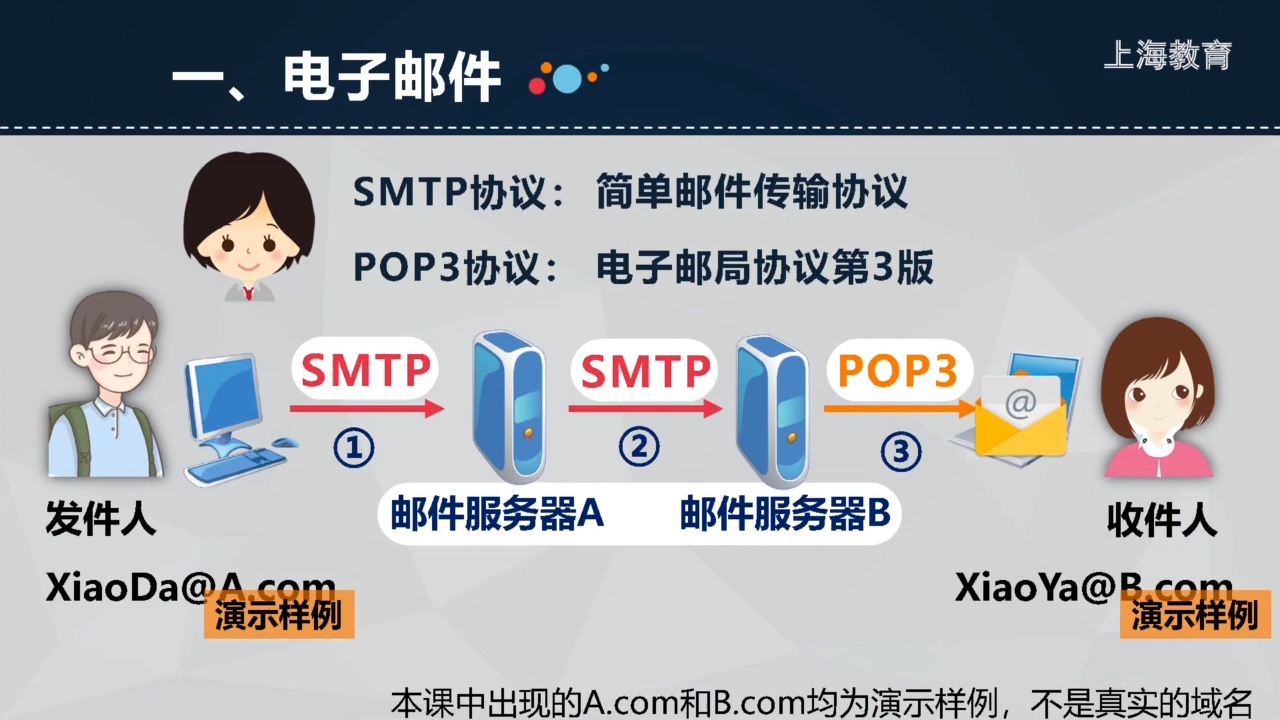 一、电子邮件
上海教育
SMTP协议： 简单邮件传输协议
POP3协议： 电子邮局协议第3版
SMTP
SMTP
POP3
@
①
②
③
邮件服务器A
邮件服务器B
发件人
收件人
XiaoDa@A.com
XiaoYa@B.com
演示样例
演示样例
本课中出现的A.com和B.com均为演示样例，不是真实的域名